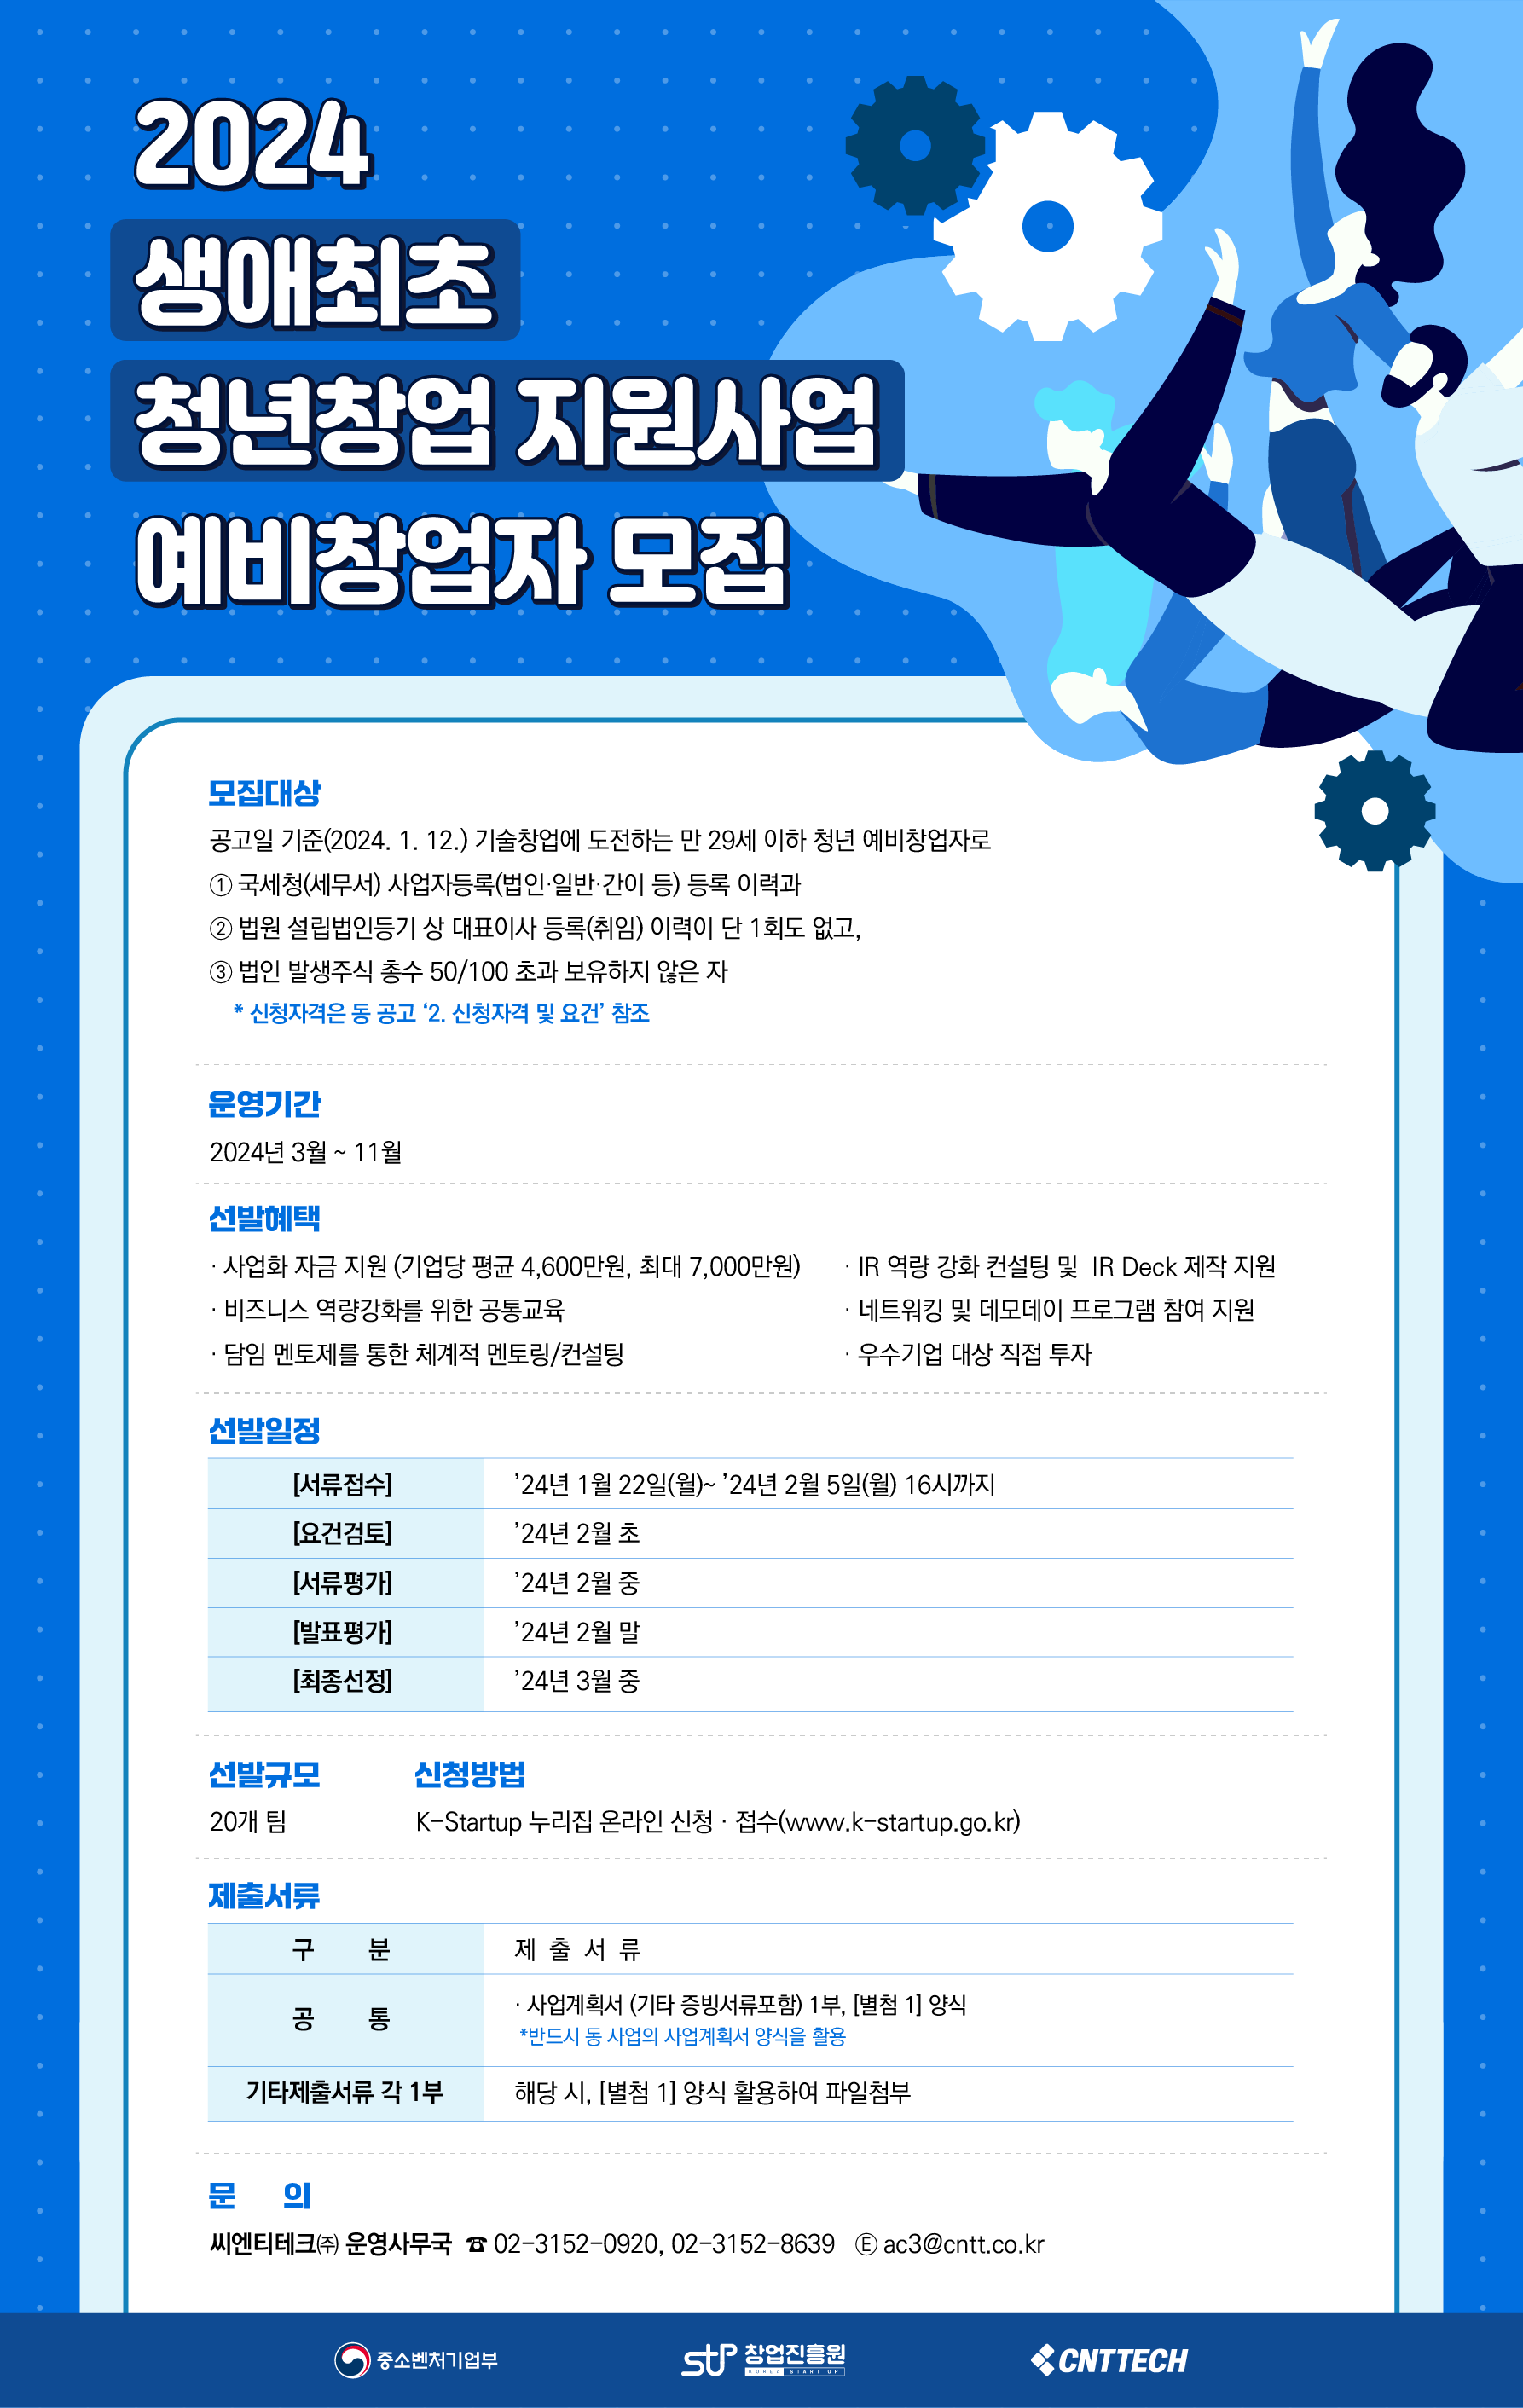 2024
생애최초
청년창업 지원사업
예비창업자 모집
모집대상
공고일 기준(2024. 1. 12.) 기술창업에 도전하는 만 29세 이하 청년 예비창업자로
① 국세청(세무서) 사업자등록(법인·일반·간이 등) 등록 이력과
② 법원 설립법인등기 상 대표이사 등록(취임) 이력이 단 1회도 없고,
③ 법인 발생주식 총수 50/100 초과 보유하지 않은 자
* 신청자격은 동 공고 ‘2. 신청자격 및 요건’ 참조
운영기간
2024년 3월 ~ 11월
선발혜택
· 사업화 자금 지원 (기업당 평균 4,600만원, 최대 7,000만원)
· 비즈니스 역량강화를 위한 공통교육
· 담임 멘토제를 통한 체계적 멘토링/컨설팅
· IR 역량 강화 컨설팅 및 IR Deck 제작 지원
· 네트워킹 및 데모데이 프로그램 참여 지원
· 우수기업 대상 직접 투자
선발일정
[서류접수] ’24년 1월 22일(월)~ ’24년 2월 5일(월) 16시까지
[요건검토] ’24년 2월 초
[서류평가] ’24년 2월 중
[발표평가] ’24년 2월 말
[최종선정] ’24년 3월 중
선발규모
20개 팀
신청방법
K-Startup 누리집 온라인 신청 · 접수(www.k-startup.go.kr)
제출서류
구 분 제 출 서 류
공 통 · 사업계획서 (기타 증빙서류포함) 1부, [별첨 1] 양식
*반드시 동 사업의 사업계획서 양식을 활용
기타제출서류 각 1부 해당 시, [별첨 1] 양식 활용하여 파일첨부
문 의
씨엔티테크㈜ 운영사무국 ☎ 02-3152-0920, 02-3152-8639 Ⓔ ac3@cntt.co.kr
중소벤처기업부
stup 창업진흥원
KOREA START UP
CNTTECH